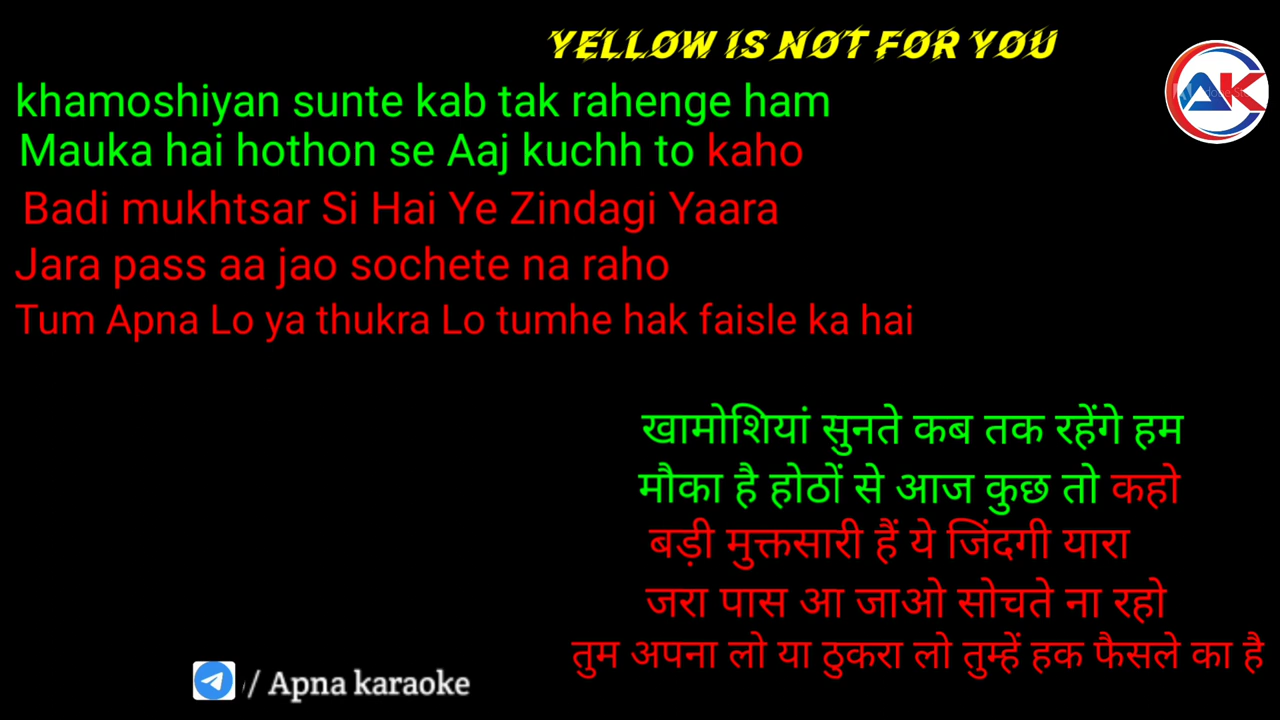 YELLOW IS NOT FOR YOU
AK
khamoshiyan sunte kab tak rahenge ham
Mauka hai hothon se Aaj kuchh to kaho
Badi mukhtsar Si Hai Ye Zindagi Yaara
Jara pass aa jao sochete na raho
Tum Apna Lo ya thukra Lo tumhe hak faisle ka hai
खामोशियां सुनते कब तक रहेंगे हम
मौका है होठों से आज कुछ तो कहो
बड़ी मुक्तसारी हैं ये जिंदगी यारा
जरा पास आ जाओ सोचते ना रहो
तुम अपना लो या ठुकरा लो तुम्हें हक फैसले का है
/ Apna karaoke